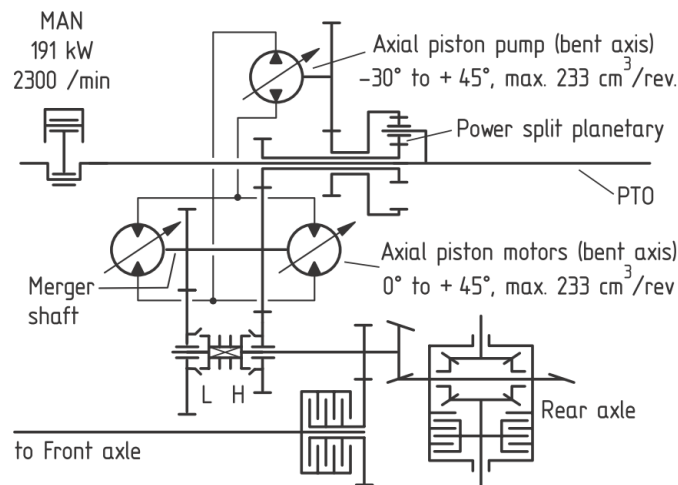 MAN
191 kW
2300 /min
Axial piston pump (bent axis)
–30° to + 45°, max. 233 cm³/rev.
Power split planetary
PTO
Axial piston motors (bent axis)
0° to + 45°, max. 233 cm³/rev
Merger
shaft
L H
Rear axle
to Front axle